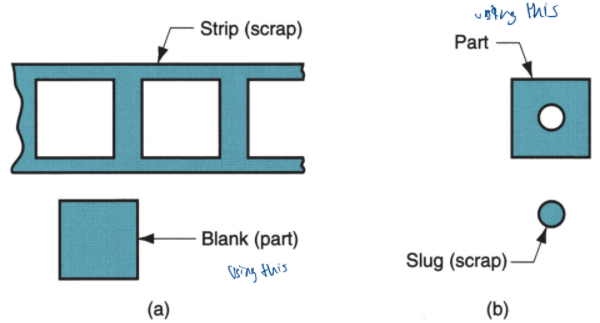 Strip (scrap)
Blank (part)
using this
(a)
using this
Part
Slug (scrap)
(b)